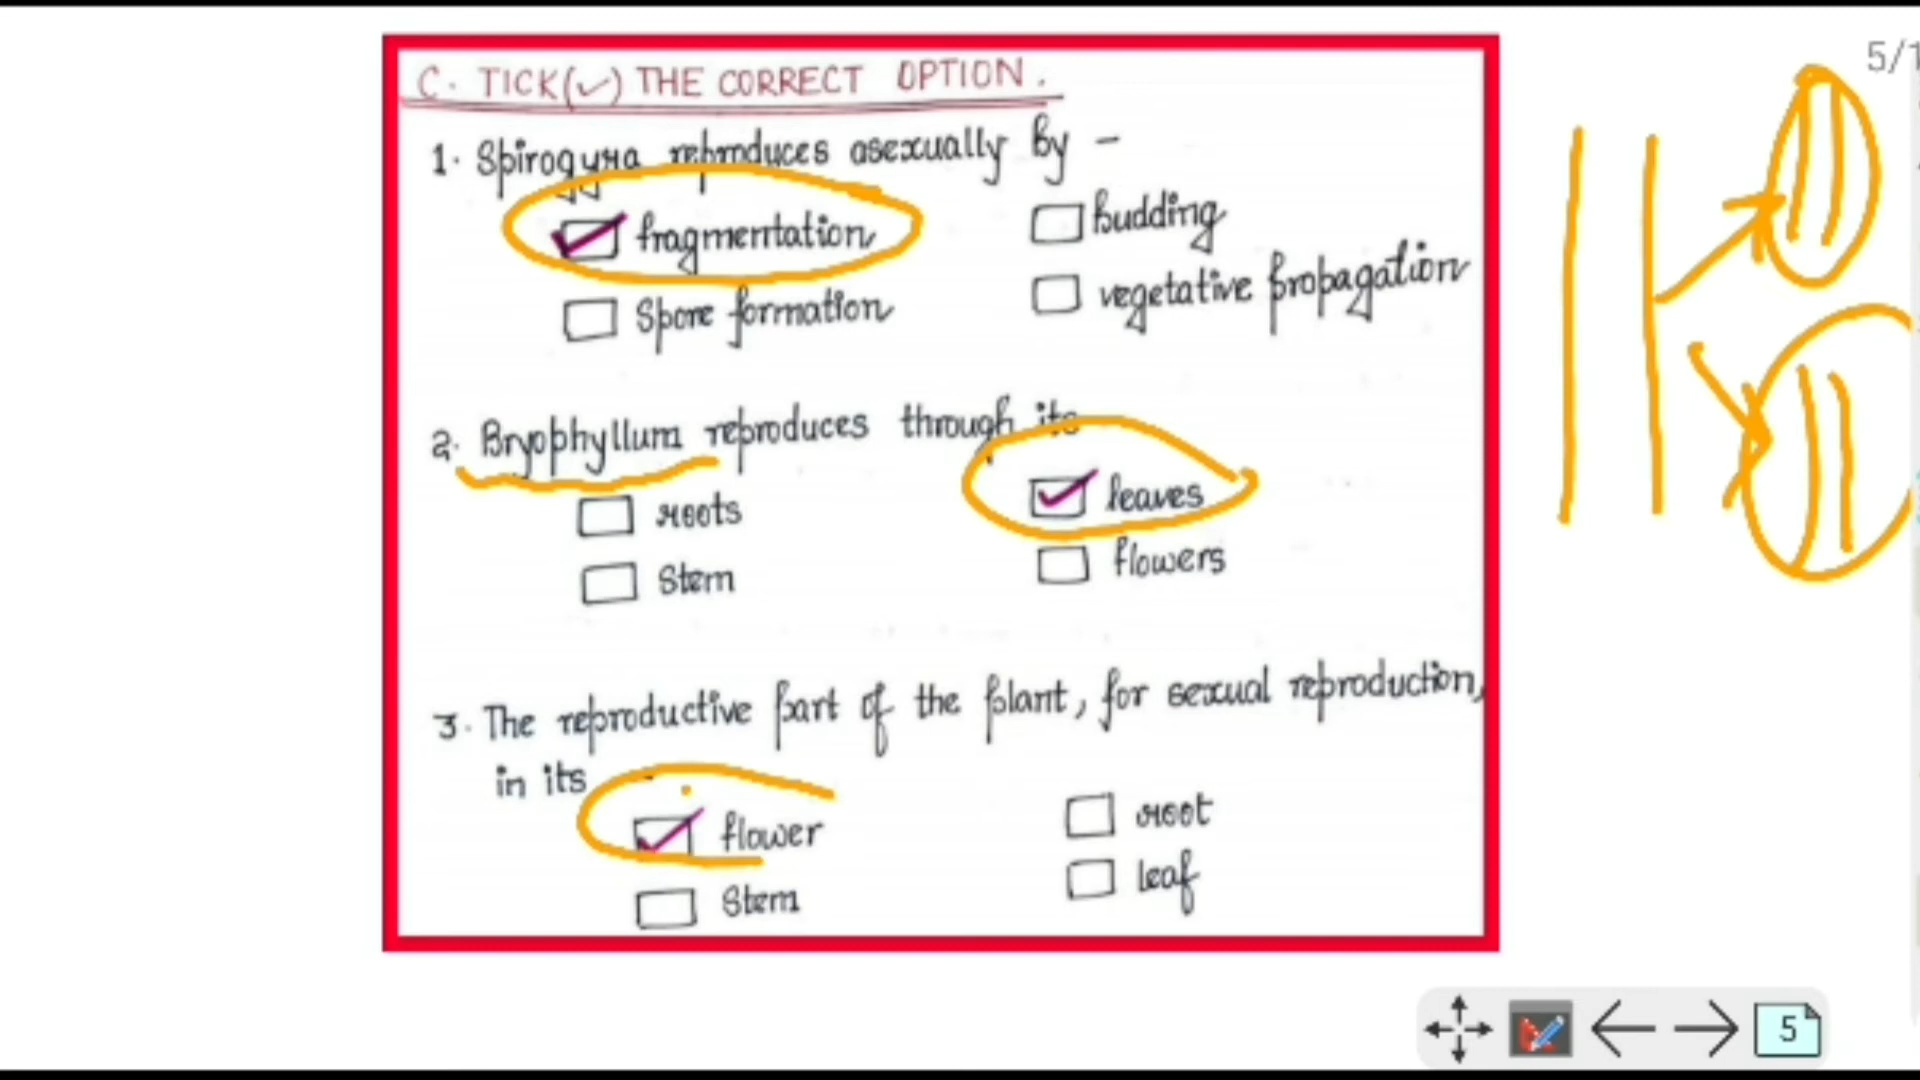 C. TICK(✓) THE CORRECT OPTION.
1. Spirogyra reproduces asexually by -
fragmentation
budding
Spore formation
vegetative propagation
2. Bryophyllum reproduces through its
roots
leaves
Stem
flowers
3. The reproductive part of the plant, for sexual reproduction,
in its
flower
root
Stem
leaf
5/1
5